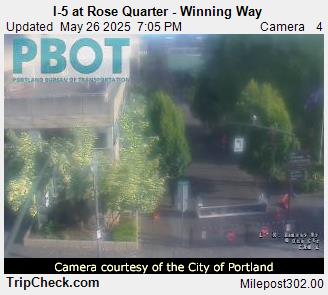 I-5 at Rose Quarter - Winning Way
Updated May 26 2025 7:05 PM Camera 4
PBOT
PORTLAND BUREAU OF TRANSPORTATION
Camera courtesy of the City of Portland
TripCheck.com Milepost302.00